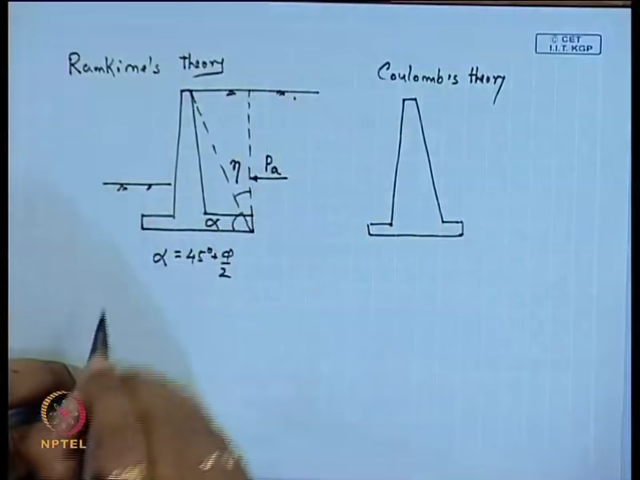 Rankine's theory
© CET
I.I.T. KGP
Coulomb's theory
η
Pa
α
α = 45° + φ/2
NPTEL